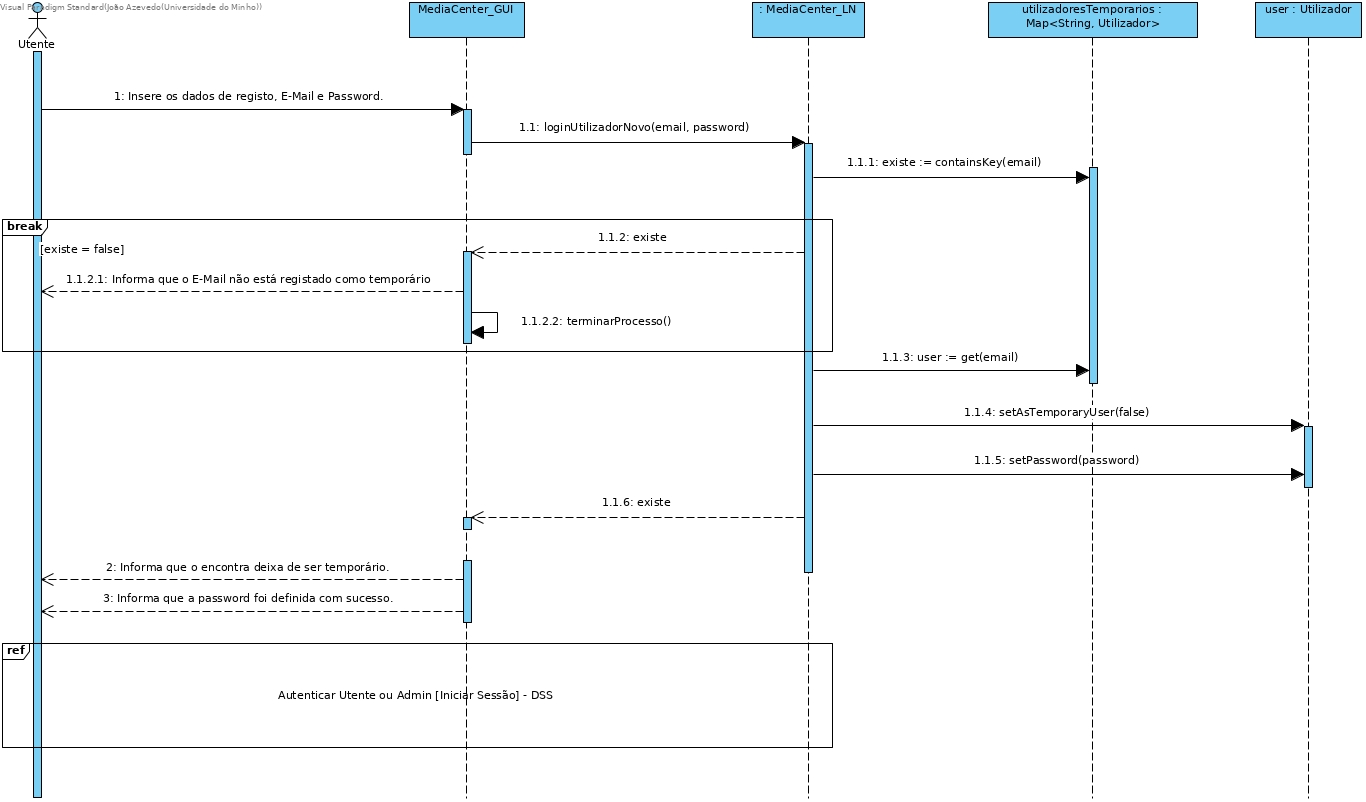 Visual Paradigm Standard(João Azevedo(Universidade do Minho))
Utente
MediaCenter_GUI
: MediaCenter_LN
utilizadoresTemporarios :
Map<String, Utilizador>
user : Utilizador
1: Insere os dados de registo, E-Mail e Password.
1.1: loginUtilizadorNovo(email, password)
1.1.1: existe := containsKey(email)
break
[existe = false]
1.1.2: existe
1.1.2.1: Informa que o E-Mail não está registado como temporário
1.1.2.2: terminarProcesso()
1.1.3: user := get(email)
1.1.4: setAsTemporaryUser(false)
1.1.5: setPassword(password)
1.1.6: existe
2: Informa que o encontra deixa de ser temporário.
3: Informa que a password foi definida com sucesso.
ref
Autenticar Utente ou Admin [Iniciar Sessão] - DSS